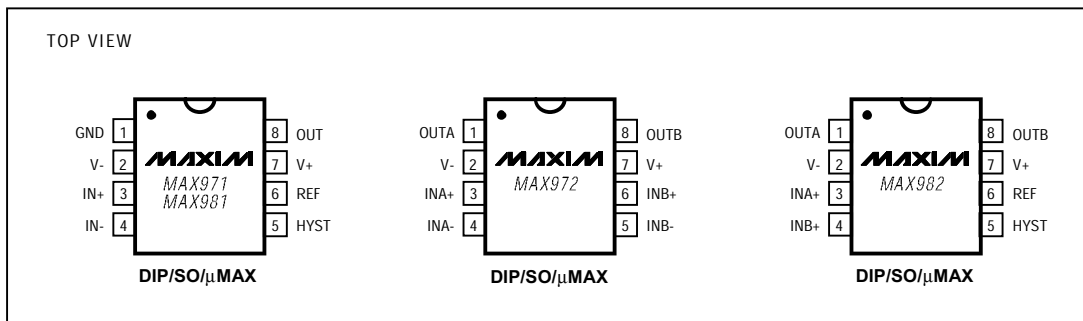 TOP VIEW
GND 1 8 OUT
V- 2 MAXIM 7 V+
IN+ 3 MAX971 6 REF
MAX981
IN- 4 5 HYST
DIP/SO/µMAX
OUTA 1 8 OUTB
V- 2 MAXIM 7 V+
INA+ 3 MAX972 6 INB+
INA- 4 5 INB-
DIP/SO/µMAX
OUTA 1 8 OUTB
V- 2 MAXIM 7 V+
INA+ 3 MAX982 6 REF
INB+ 4 5 HYST
DIP/SO/µMAX